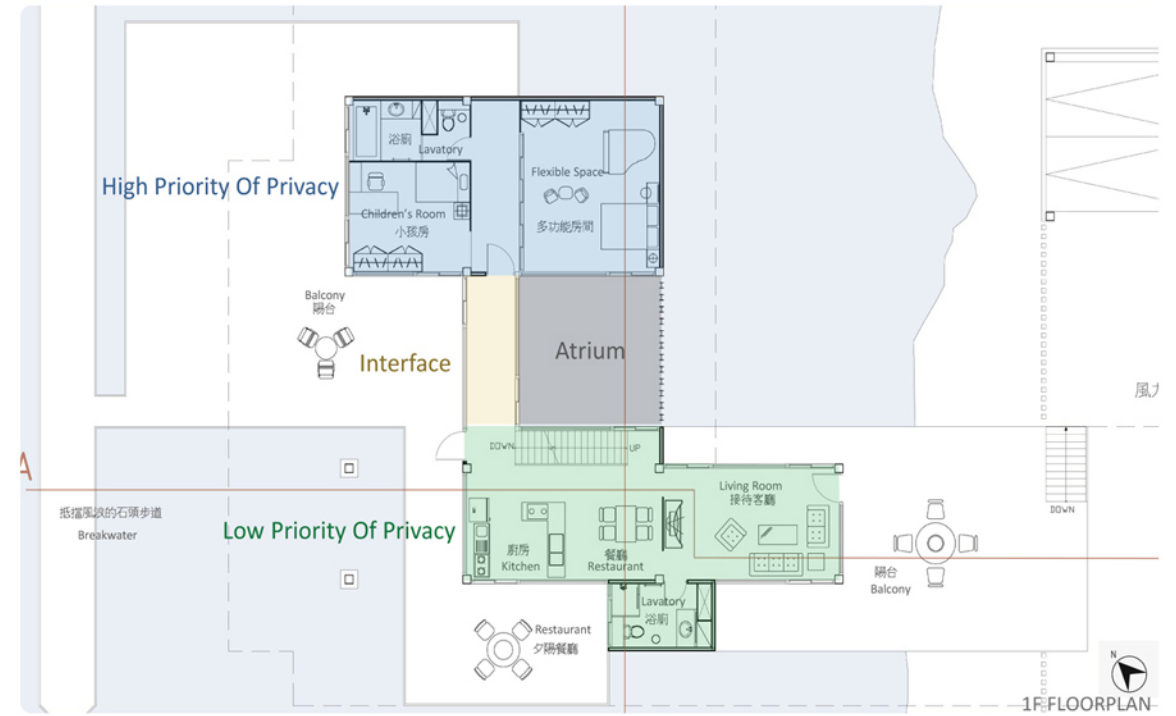 浴廁
Lavatory
High Priority Of Privacy
Flexible Space
多功能房間
Children's Room
小孩房
Balcony
陽台
Interface
Atrium
風力
DOWN
UP
A
Living Room
接待客廳
抵擋風浪的石頭步道
Breakwater
Low Priority Of Privacy
DOWN
廚房
Kitchen
餐廳
Restaurant
陽台
Balcony
Lavatory
浴廁
Restaurant
夕陽餐廳
N
1F FLOORPLAN